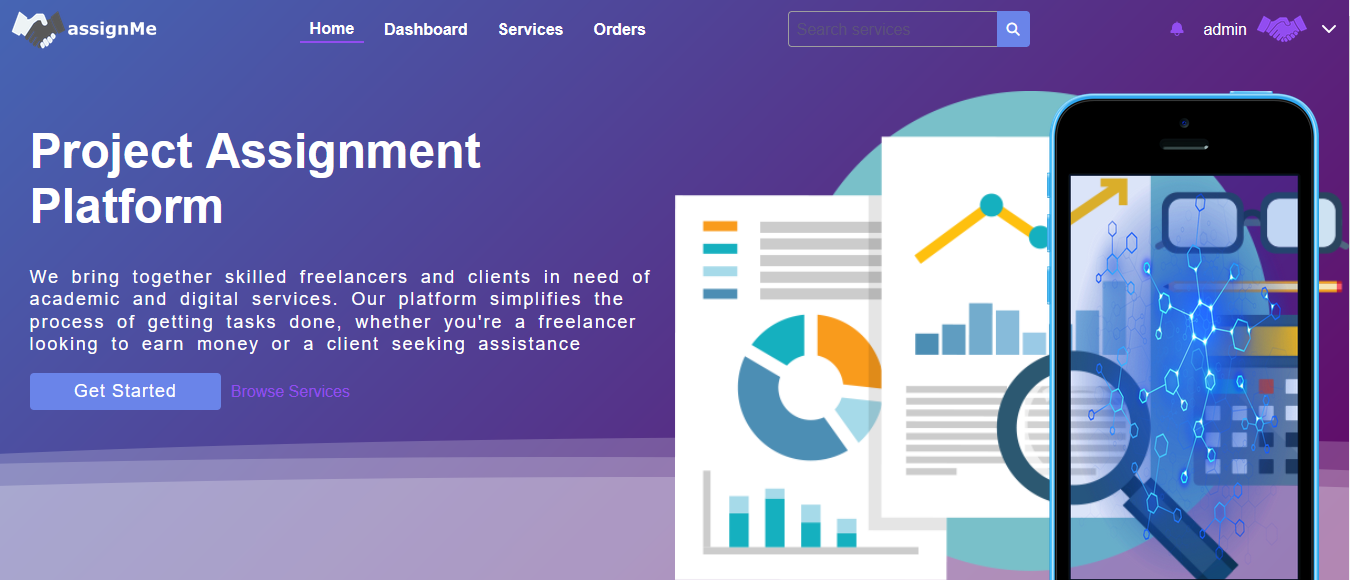 assignMe
Home
Dashboard
Services
Orders
Search services
admin
Project Assignment
Platform
We bring together skilled freelancers and clients in need of
academic and digital services. Our platform simplifies the
process of getting tasks done, whether you're a freelancer
looking to earn money or a client seeking assistance
Get Started
Browse Services